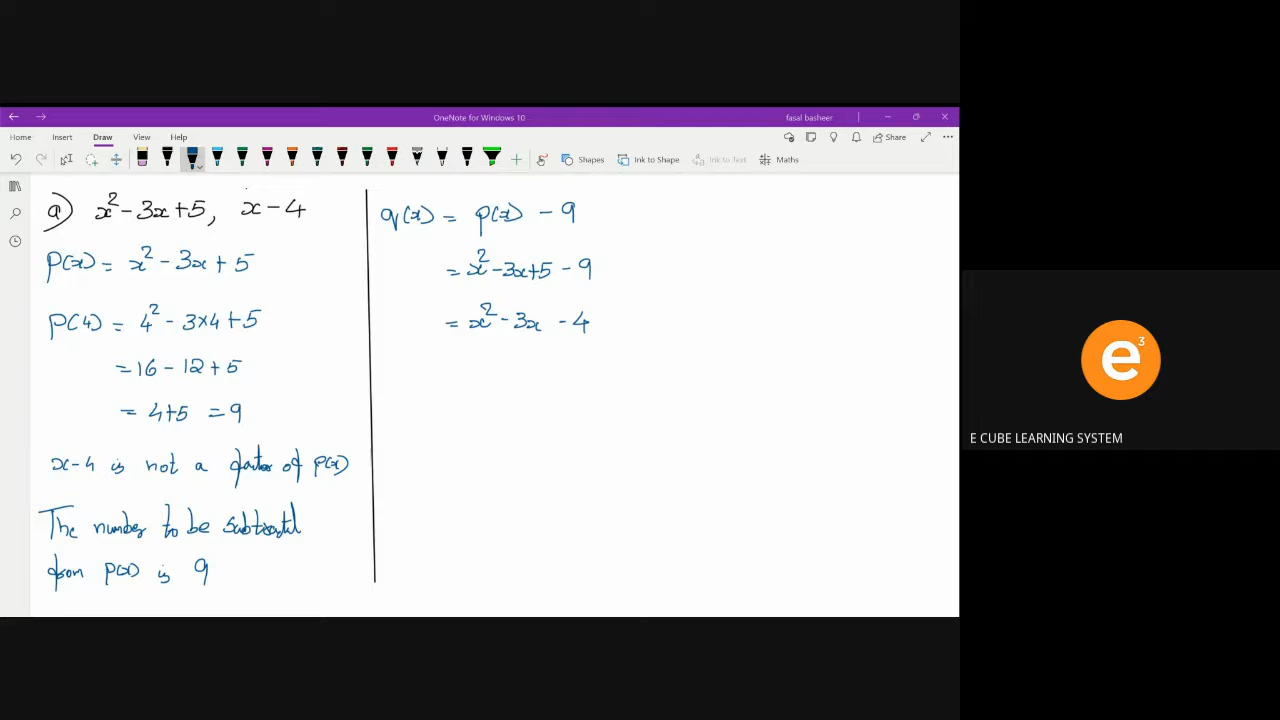 OneNote for Windows 10
fasal basheer
Home Insert Draw View Help
Share
Shapes Ink to Shape Ink to Text Maths
a) x² - 3x + 5, x - 4
P(x) = x² - 3x + 5
P(4) = 4² - 3×4 + 5
= 16 - 12 + 5
= 4+5 = 9
x-4 is not a factor of P(x)
The number to be subtracted
from P(x) is 9
q(x) = p(x) - 9
= x² - 3x + 5 - 9
= x² - 3x - 4
e³
E CUBE LEARNING SYSTEM